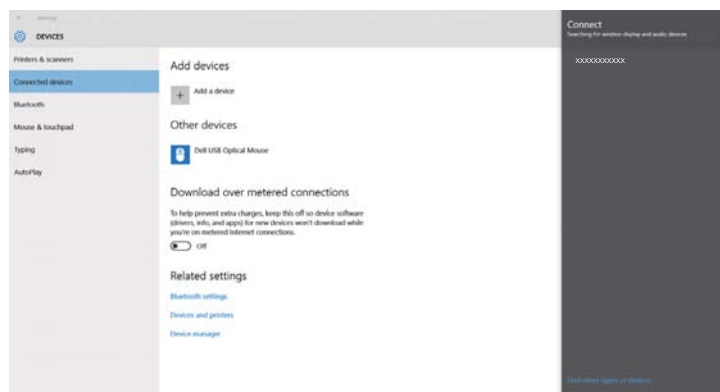 Settings
DEVICES
Printers & scanners
Connected devices
Bluetooth
Mouse & touchpad
Typing
AutoPlay
Add devices
Add a device
Other devices
Dell USB Optical Mouse
Download over metered connections
To help prevent extra charges, keep this off so device software
(drivers, info, and apps) for new devices won't download while
you're on metered Internet connections.
Off
Related settings
Bluetooth settings
Devices and printers
Device manager
Connect
Searching for wireless display and audio devices
xxxxxxxxxxx
Find other types of devices